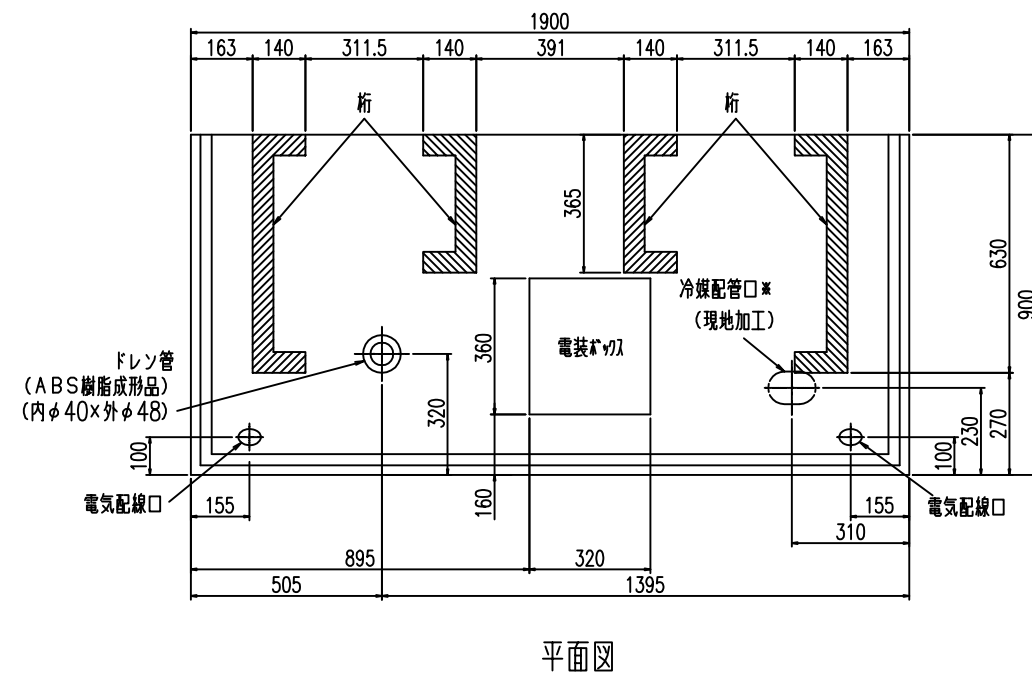 1900
163 140 311.5 140 391 140 311.5 140 163
桁 桁
365
630
900
冷媒配管口※
(現地加工)
360
電装ボックス
ドレン管
(ABS樹脂成形品)
(内φ40×外φ48)
320
230
270
100
100
160
電気配線口
155
155
電気配線口
310
895 320
505 1395
平面図